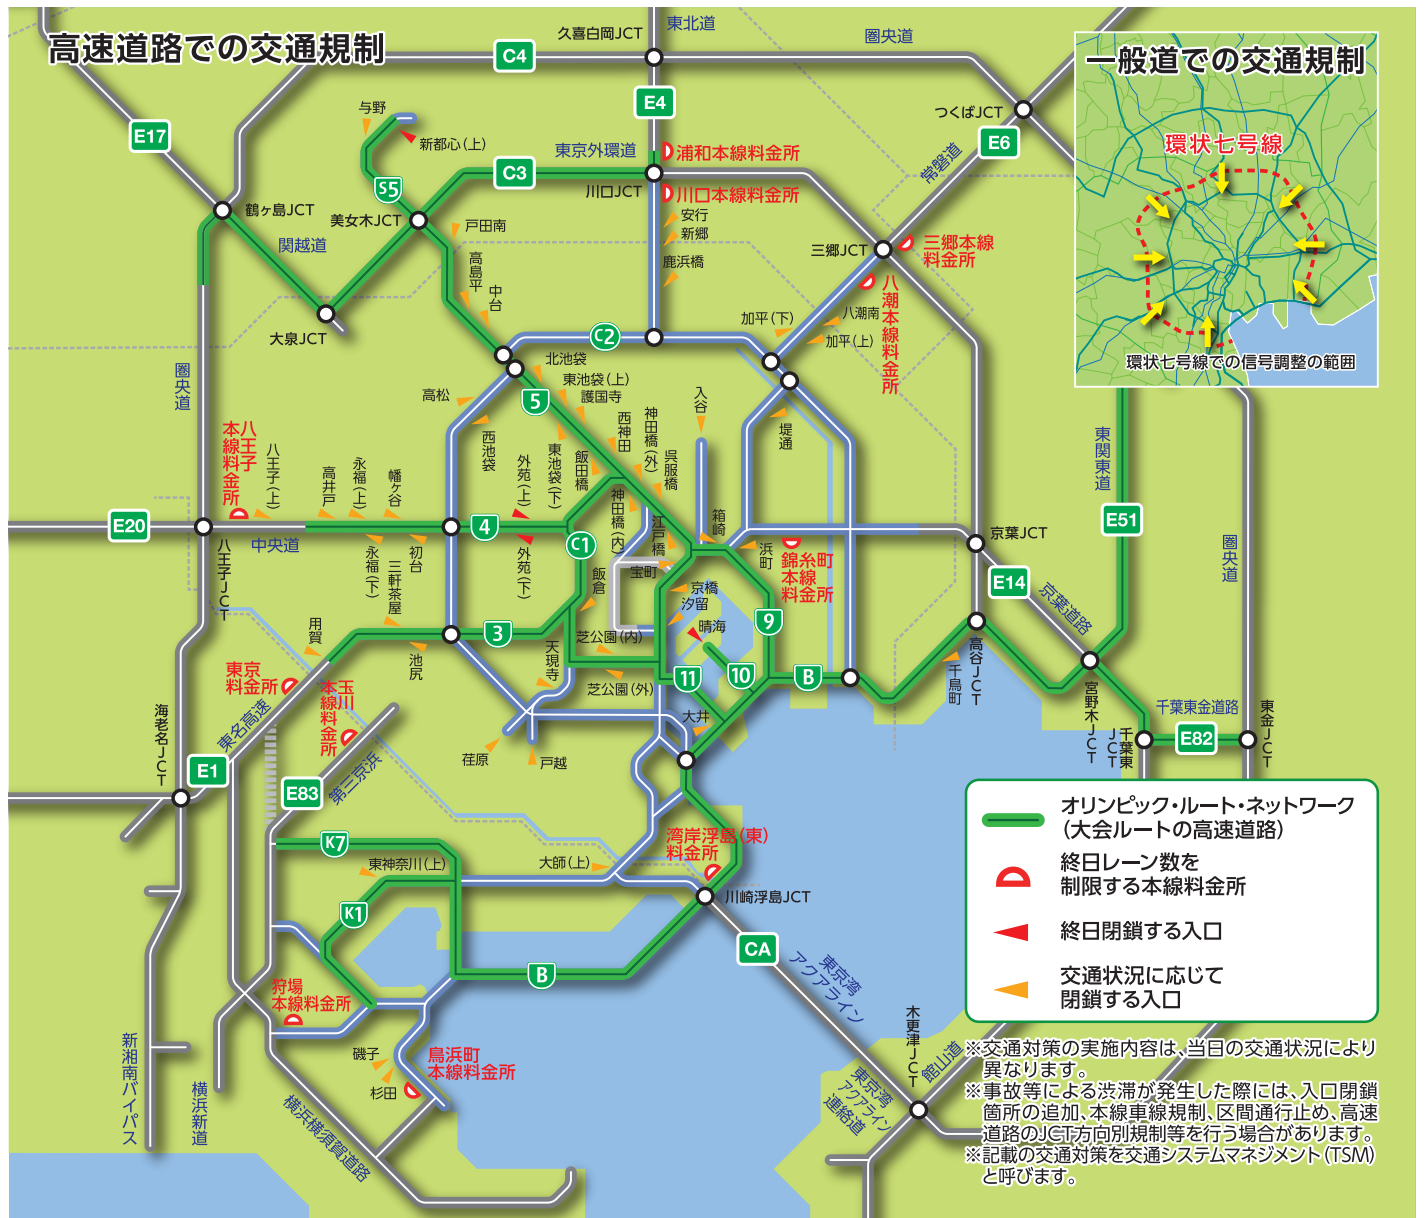 高速道路での交通規制
久喜白岡JCT
東北道
圏央道
C4
E4
E17
E6
つくばJCT
常磐道
与野
新都心(上)
S5
東京外環道
C3
浦和本線料金所
川口JCT
川口本線料金所
鶴ヶ島JCT
美女木JCT
関越道
戸田南
安行
新郷
鹿浜橋
三郷JCT
三郷本線
料金所
高島平
中台
大泉JCT
八潮本線料金所
八潮南
加平(下)
加平(上)
C2
圏央道
北池袋
東池袋(上)
護国寺
高松
5
西池袋
西神田
神田橋(外)
呉服橋
入谷
堤通
八王子
本線料金所
八王子(上)
高井戸
永福(上)
幡ヶ谷
外苑(上)
東池袋(下)
飯田橋
神田橋(内)
江戸橋
箱崎
E20
中央道
4
C1
永福(下)
三軒茶屋
初台
外苑(下)
飯倉
宝町
京橋
汐留
晴海
浜町
錦糸町
本線
料金所
京葉JCT
E14
京葉道路
八王子JCT
用賀
池尻
3
天現寺
芝公園(内)
芝公園(外)
9
10
11
B
大井
高谷JCT
千鳥町
東関東道
E51
圏央道
宮野木JCT
千葉東JCT
千葉東金道路
E82
東金JCT
東京
料金所
玉川
本線料金所
海老名JCT
E1
東名高速
E83
第三京浜
荏原
戸越
K7
東神奈川(上)
大師(上)
湾岸浮島(東)
料金所
川崎浮島JCT
K1
B
CA
東京湾
アクアライン
狩場
本線料金所
磯子
杉田
鳥浜町
本線料金所
新湘南バイパス
横浜新道
横浜横須賀道路
木更津JCT
館山道
東京湾
アクアライン
連絡道
一般道での交通規制
環状七号線
環状七号線での信号調整の範囲
オリンピック・ルート・ネットワーク
(大会ルートの高速道路)
終日レーン数を
制限する本線料金所
終日閉鎖する入口
交通状況に応じて
閉鎖する入口
※交通対策の実施内容は、当日の交通状況により
異なります。
※事故等による渋滞が発生した際には、入口閉鎖
箇所の追加、本線車線規制、区間通行止め、高速
道路のJCT方向別規制等を行う場合があります。
※記載の交通対策を交通システムマネジメント(TSM)
と呼びます。